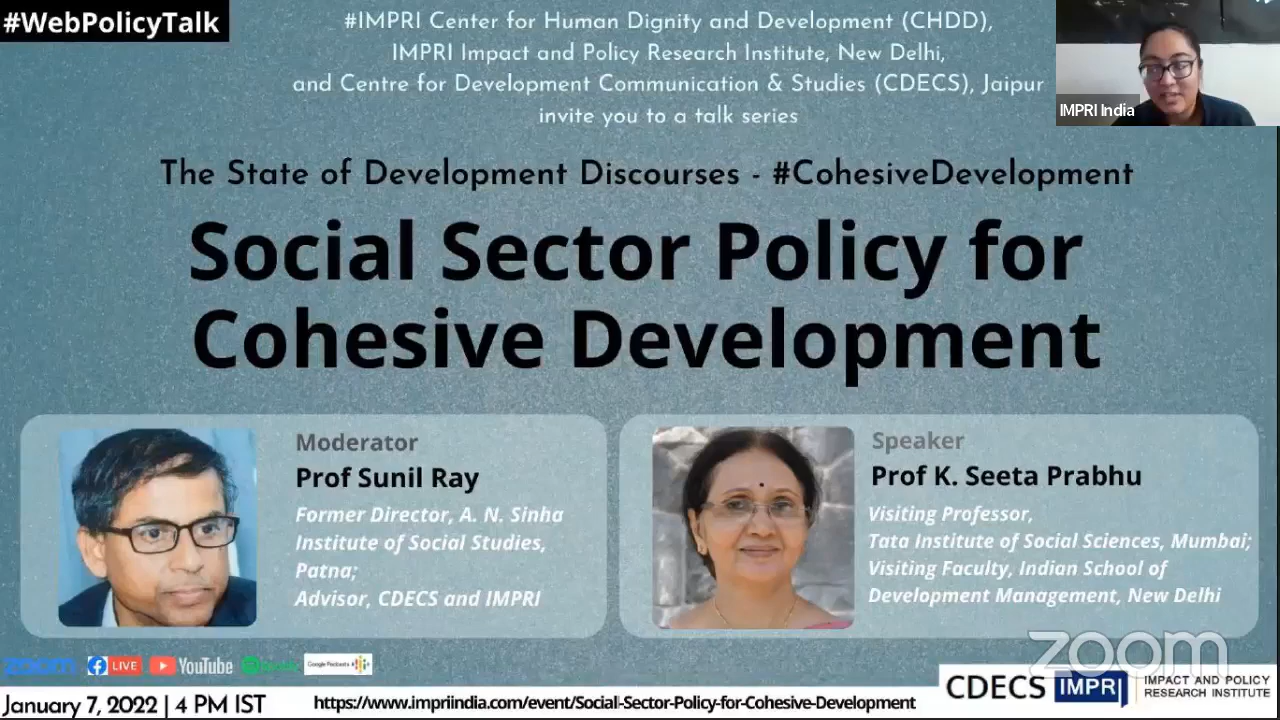 #WebPolicyTalk
#IMPRI Center for Human Dignity and Development (CHDD),
IMPRI Impact and Policy Research Institute, New Delhi,
and Centre for Development Communication & Studies (CDECS), Jaipur
invite you to a talk series
IMPRI India
The State of Development Discourses - #CohesiveDevelopment
Social Sector Policy for
Cohesive Development
Moderator
Prof Sunil Ray
Former Director, A. N. Sinha
Institute of Social Studies,
Patna;
Advisor, CDECS and IMPRI
Speaker
Prof K. Seeta Prabhu
Visiting Professor,
Tata Institute of Social Sciences, Mumbai;
Visiting Faculty, Indian School of
Development Management, New Delhi
zoom
zoom
LIVE
YouTube
Google Podcasts
January 7, 2022 | 4 PM IST
https://www.impriindia.com/event/Social-Sector-Policy-for-Cohesive-Development
CDECS
IMPRI
IMPACT AND POLICY
RESEARCH INSTITUTE